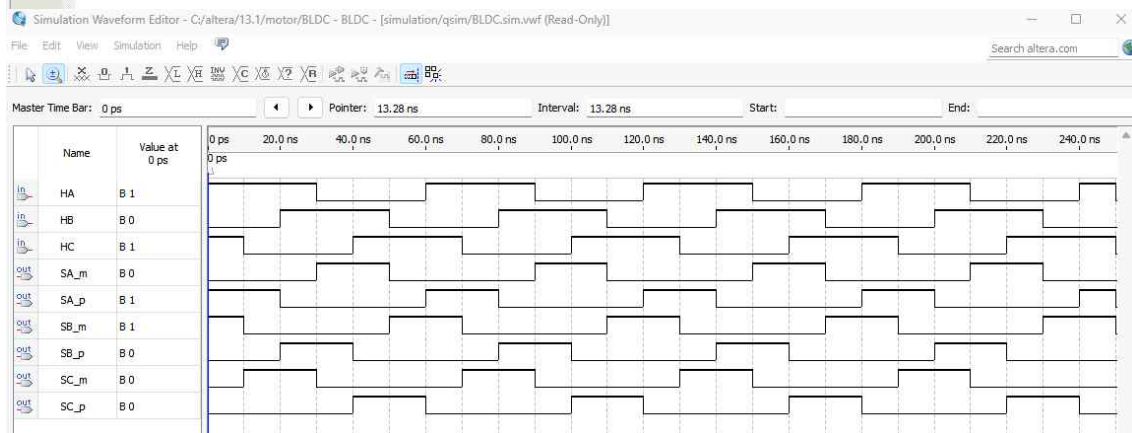 Simulation Waveform Editor - C:/altera/13.1/motor/BLDC - BLDC - [simulation/qsim/BLDC.sim.vwf (Read-Only)]
File Edit View Simulation Help
Search altera.com
Master Time Bar: 0 ps Pointer: 13.28 ns Interval: 13.28 ns Start: End:
Name Value at 0 ps
0 ps 20.0 ns 40.0 ns 60.0 ns 80.0 ns 100.0 ns 120.0 ns 140.0 ns 160.0 ns 180.0 ns 200.0 ns 220.0 ns 240.0 ns
0 ps
in HA B 1
in HB B 0
in HC B 1
out SA_m B 0
out SA_p B 1
out SB_m B 1
out SB_p B 0
out SC_m B 0
out SC_p B 0